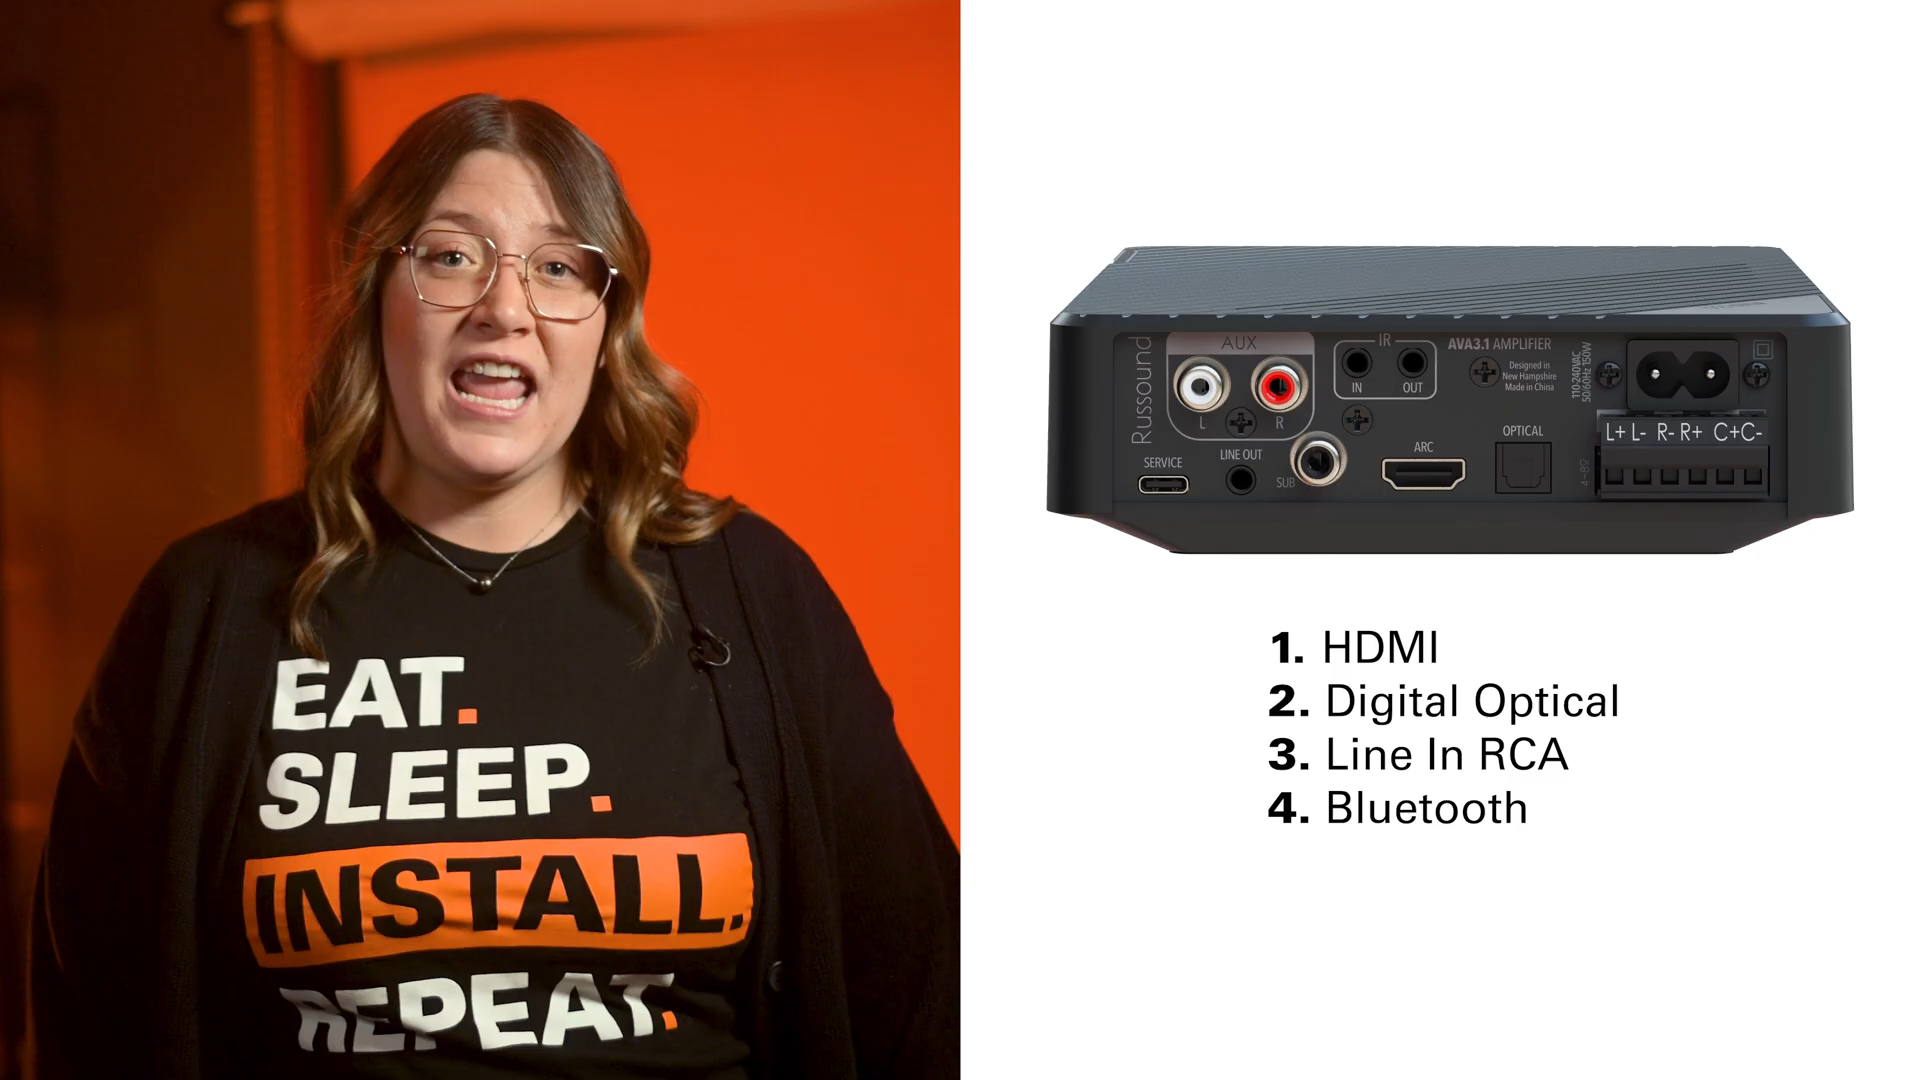 EAT.
SLEEP.
INSTALL.
REPEAT.
Russound
AUX
L
R
IR
IN
OUT
AVA3.1 AMPLIFIER
Designed in
New Hampshire
Made in China
110-240VAC
50/60Hz 150W
SERVICE
LINE OUT
SUB
ARC
OPTICAL
L+ L- R- R+ C+ C-
1. HDMI
2. Digital Optical
3. Line In RCA
4. Bluetooth